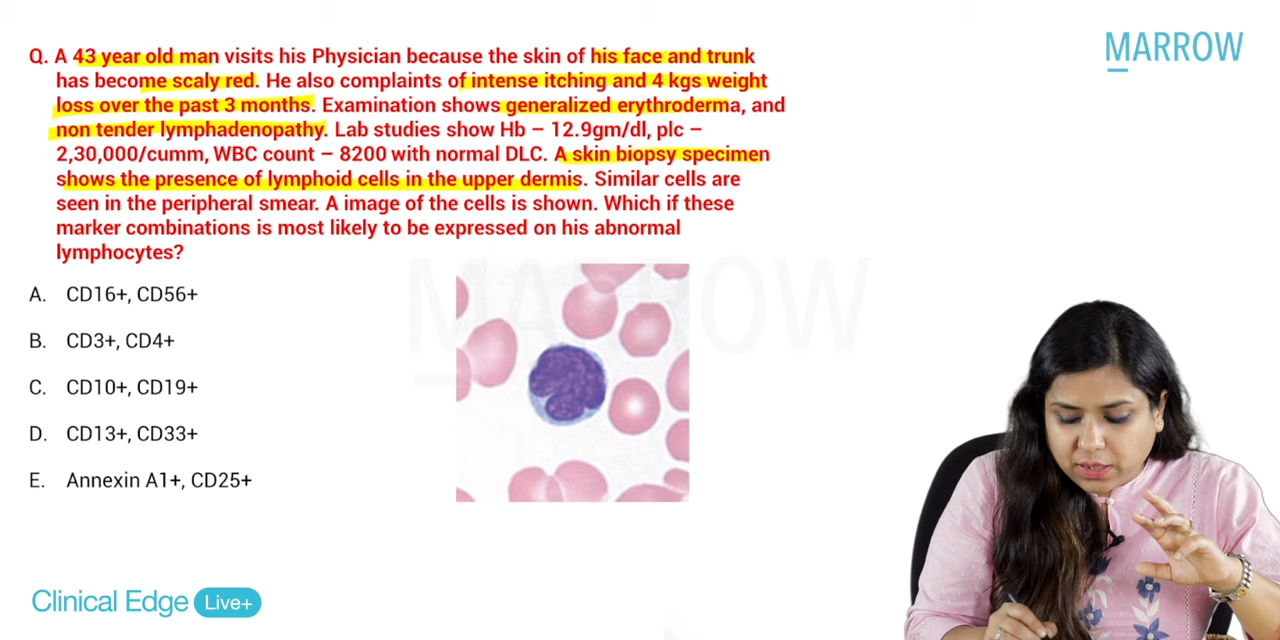 MARROW
Q. A 43 year old man visits his Physician because the skin of his face and trunk
has become scaly red. He also complaints of intense itching and 4 kgs weight
loss over the past 3 months. Examination shows generalized erythroderma, and
non tender lymphadenopathy. Lab studies show Hb – 12.9gm/dl, plc –
2,30,000/cumm, WBC count – 8200 with normal DLC. A skin biopsy specimen
shows the presence of lymphoid cells in the upper dermis. Similar cells are
seen in the peripheral smear. A image of the cells is shown. Which if these
marker combinations is most likely to be expressed on his abnormal
lymphocytes?
MARROW
A. CD16+, CD56+
B. CD3+, CD4+
C. CD10+, CD19+
D. CD13+, CD33+
E. Annexin A1+, CD25+
Clinical Edge Live+